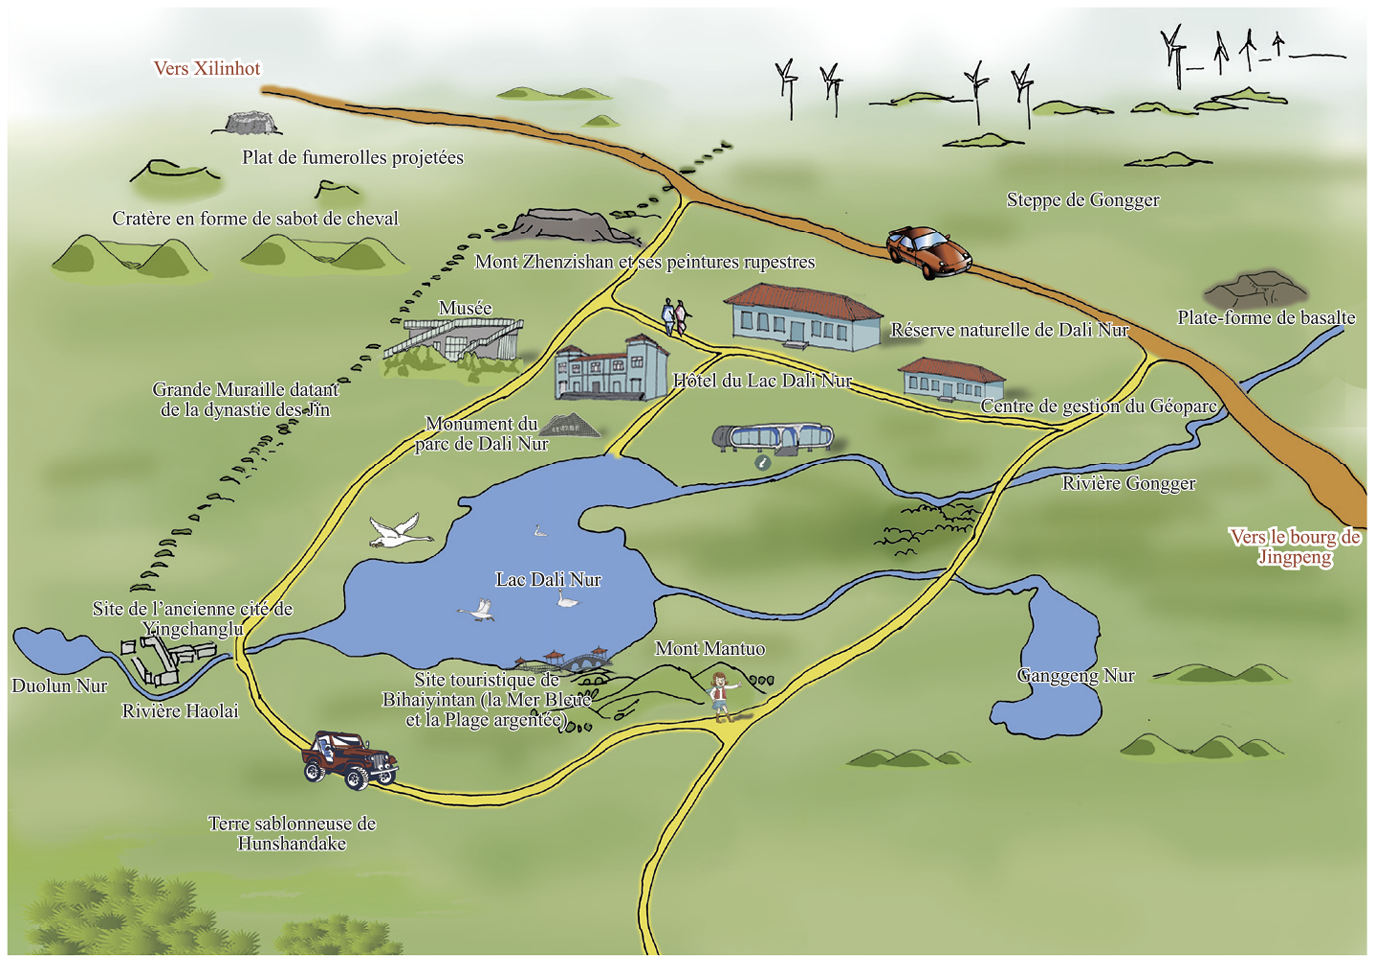 Vers Xilinhot
Plat de fumerolles projetées
Cratère en forme de sabot de cheval
Steppe de Gongger
Mont Zhenzishan et ses peintures rupestres
Musée
Plate-forme de basalte
Réserve naturelle de Dali Nur
Grande Muraille datant
de la dynastie des Jin
Hôtel du Lac Dali Nur
Centre de gestion du Géoparc
Monument du
parc de Dali Nur
Rivière Gongger
Vers le bourg de
Jingpeng
Lac Dali Nur
Site de l’ancienne cité de
Yingchanglu
Mont Mantuo
Duolun Nur
Rivière Haolai
Site touristique de
Bihaiyintan (la Mer Bleue
et la Plage argentée)
Ganggeng Nur
Terre sablonneuse de
Hunshandake